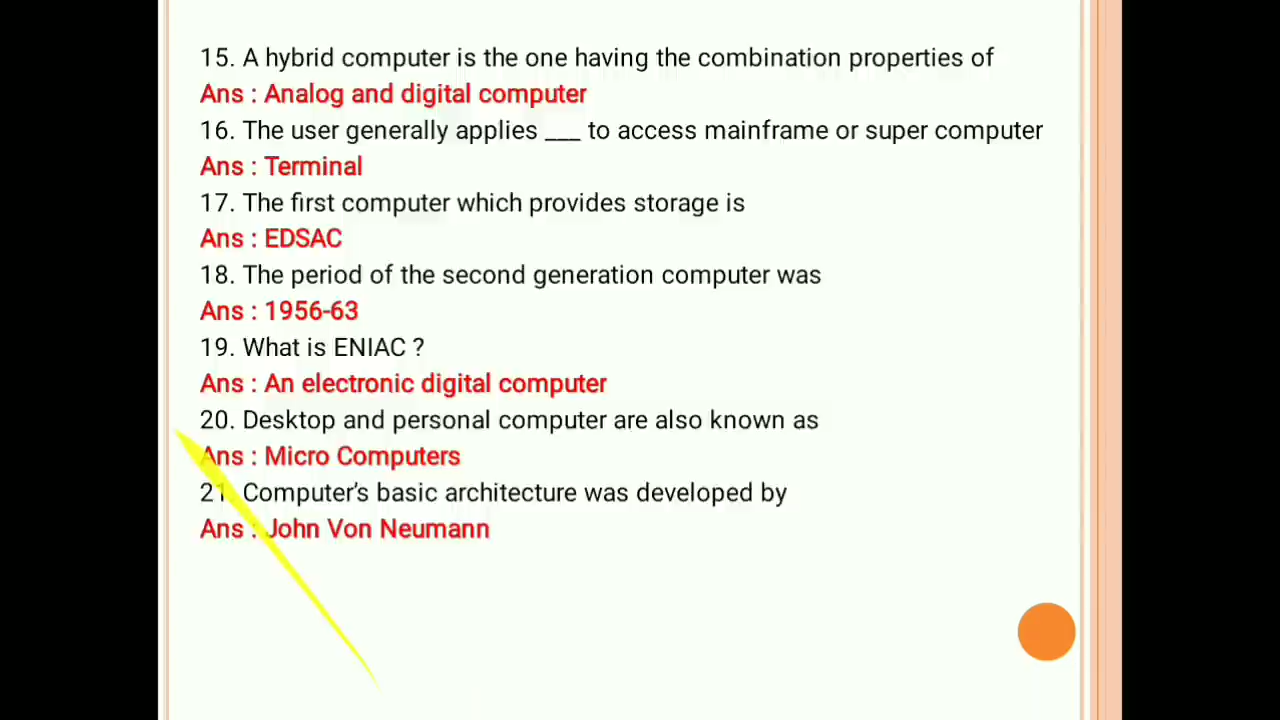 15. A hybrid computer is the one having the combination properties of
Ans : Analog and digital computer
16. The user generally applies ___ to access mainframe or super computer
Ans : Terminal
17. The first computer which provides storage is
Ans : EDSAC
18. The period of the second generation computer was
Ans : 1956-63
19. What is ENIAC ?
Ans : An electronic digital computer
20. Desktop and personal computer are also known as
Ans : Micro Computers
21. Computer's basic architecture was developed by
Ans : John Von Neumann